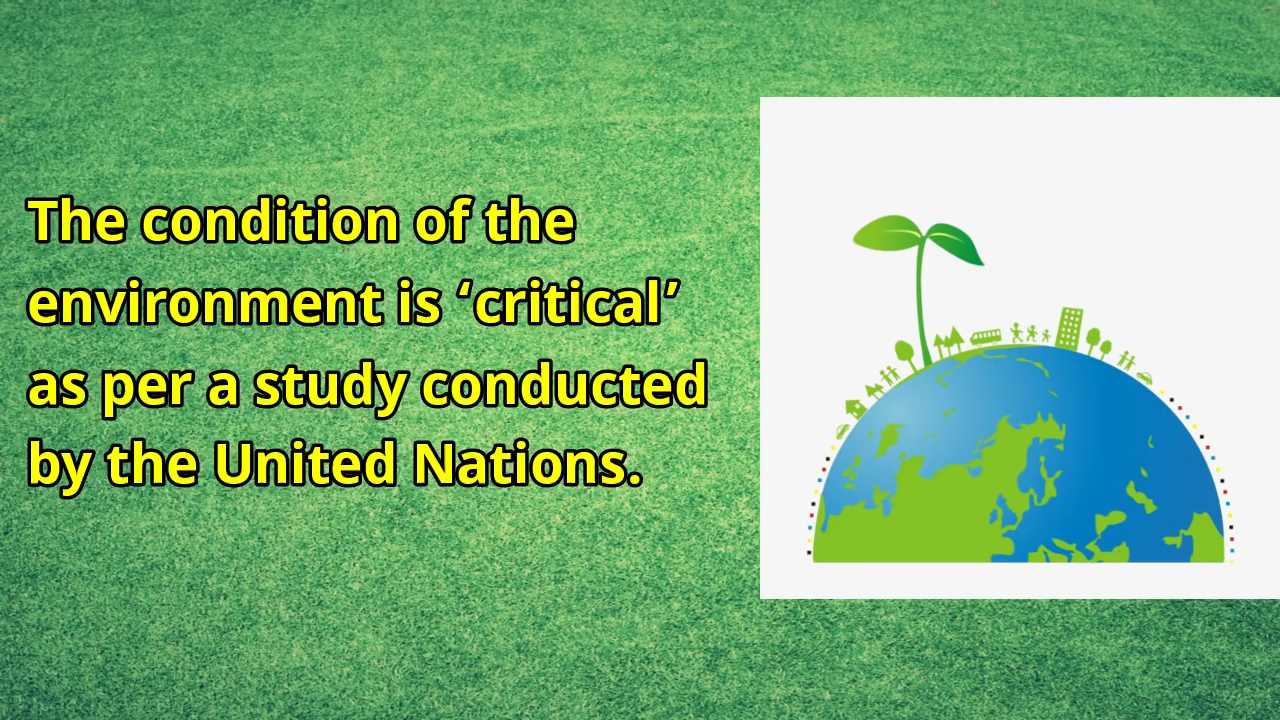 The condition of the
environment is ‘critical’
as per a study conducted
by the United Nations.